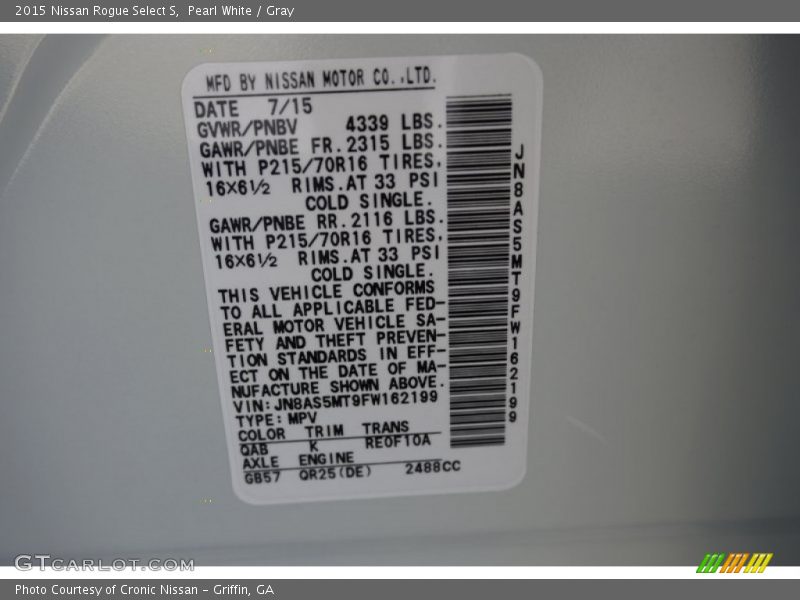 2015 Nissan Rogue Select S, Pearl White / Gray
MFD BY NISSAN MOTOR CO.,LTD.
DATE 7/15
GVWR/PNBV 4339 LBS.
GAWR/PNBE FR.2315 LBS.
WITH P215/70R16 TIRES,
16X6½ RIMS.AT 33 PSI
COLD SINGLE.
GAWR/PNBE RR.2116 LBS.
WITH P215/70R16 TIRES,
16X6½ RIMS.AT 33 PSI
COLD SINGLE.
THIS VEHICLE CONFORMS
TO ALL APPLICABLE FED-
ERAL MOTOR VEHICLE SA-
FETY AND THEFT PREVEN-
TION STANDARDS IN EFF-
ECT ON THE DATE OF MA-
NUFACTURE SHOWN ABOVE.
VIN:JN8AS5MT9FW162199
TYPE:MPV
COLOR TRIM TRANS
QAB K RE0F10A
AXLE ENGINE
GB57 QR25(DE) 2488CC
JN8AS5MT9FW162199
GTCARLOT.COM
Photo Courtesy of Cronic Nissan - Griffin, GA